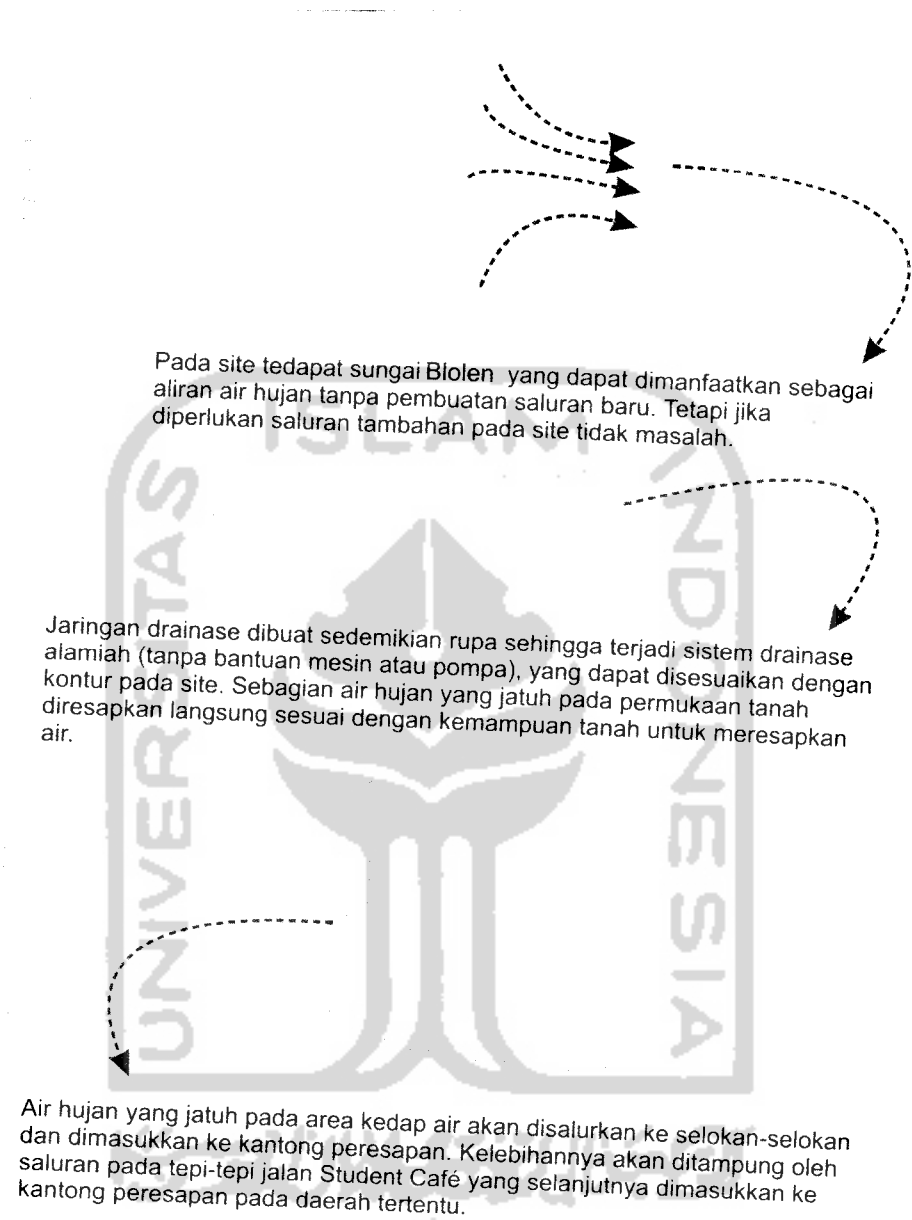 Pada site tedapat sungai Blolen yang dapat dimanfaatkan sebagai
aliran air hujan tanpa pembuatan saluran baru. Tetapi jika
diperlukan saluran tambahan pada site tidak masalah.
Jaringan drainase dibuat sedemikian rupa sehingga terjadi sistem drainase
alamiah (tanpa bantuan mesin atau pompa), yang dapat disesuaikan dengan
kontur pada site. Sebagian air hujan yang jatuh pada permukaan tanah
diresapkan langsung sesuai dengan kemampuan tanah untuk meresapkan
air.
Air hujan yang jatuh pada area kedap air akan disalurkan ke selokan-selokan
dan dimasukkan ke kantong peresapan. Kelebihannya akan ditampung oleh
saluran pada tepi-tepi jalan Student Café yang selanjutnya dimasukkan ke
kantong peresapan pada daerah tertentu.
UNIVERSITAS
ISLAM
INDONESIA